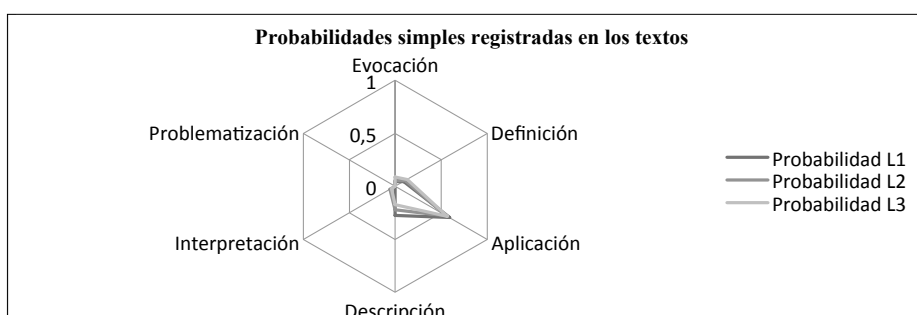 Probabilidades simples registradas en los textos
Evocación
1
Problematización
0,5
Definición
0
Probabilidad L1
Probabilidad L2
Probabilidad L3
Interpretación
Aplicación
Descripción